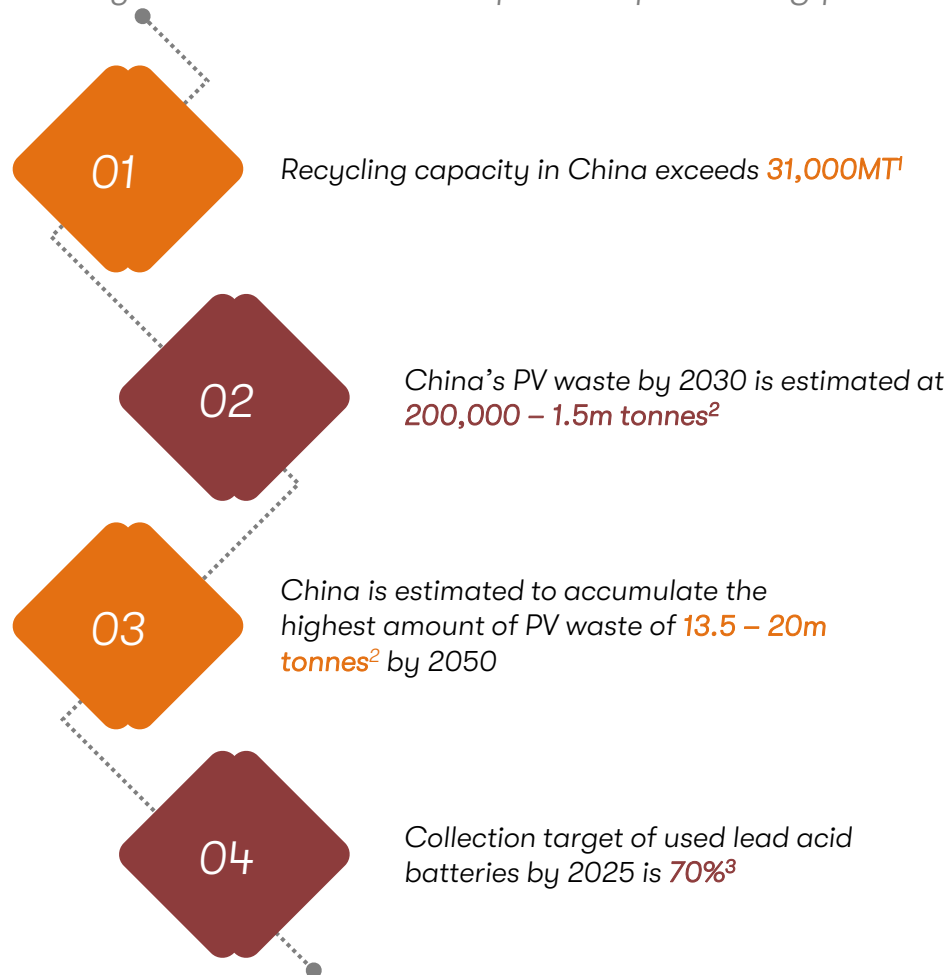 01
Recycling capacity in China exceeds 31,000MT¹
02
China's PV waste by 2030 is estimated at
200,000 – 1.5m tonnes²
03
China is estimated to accumulate the
highest amount of PV waste of 13.5 – 20m
tonnes² by 2050
04
Collection target of used lead acid
batteries by 2025 is 70%³